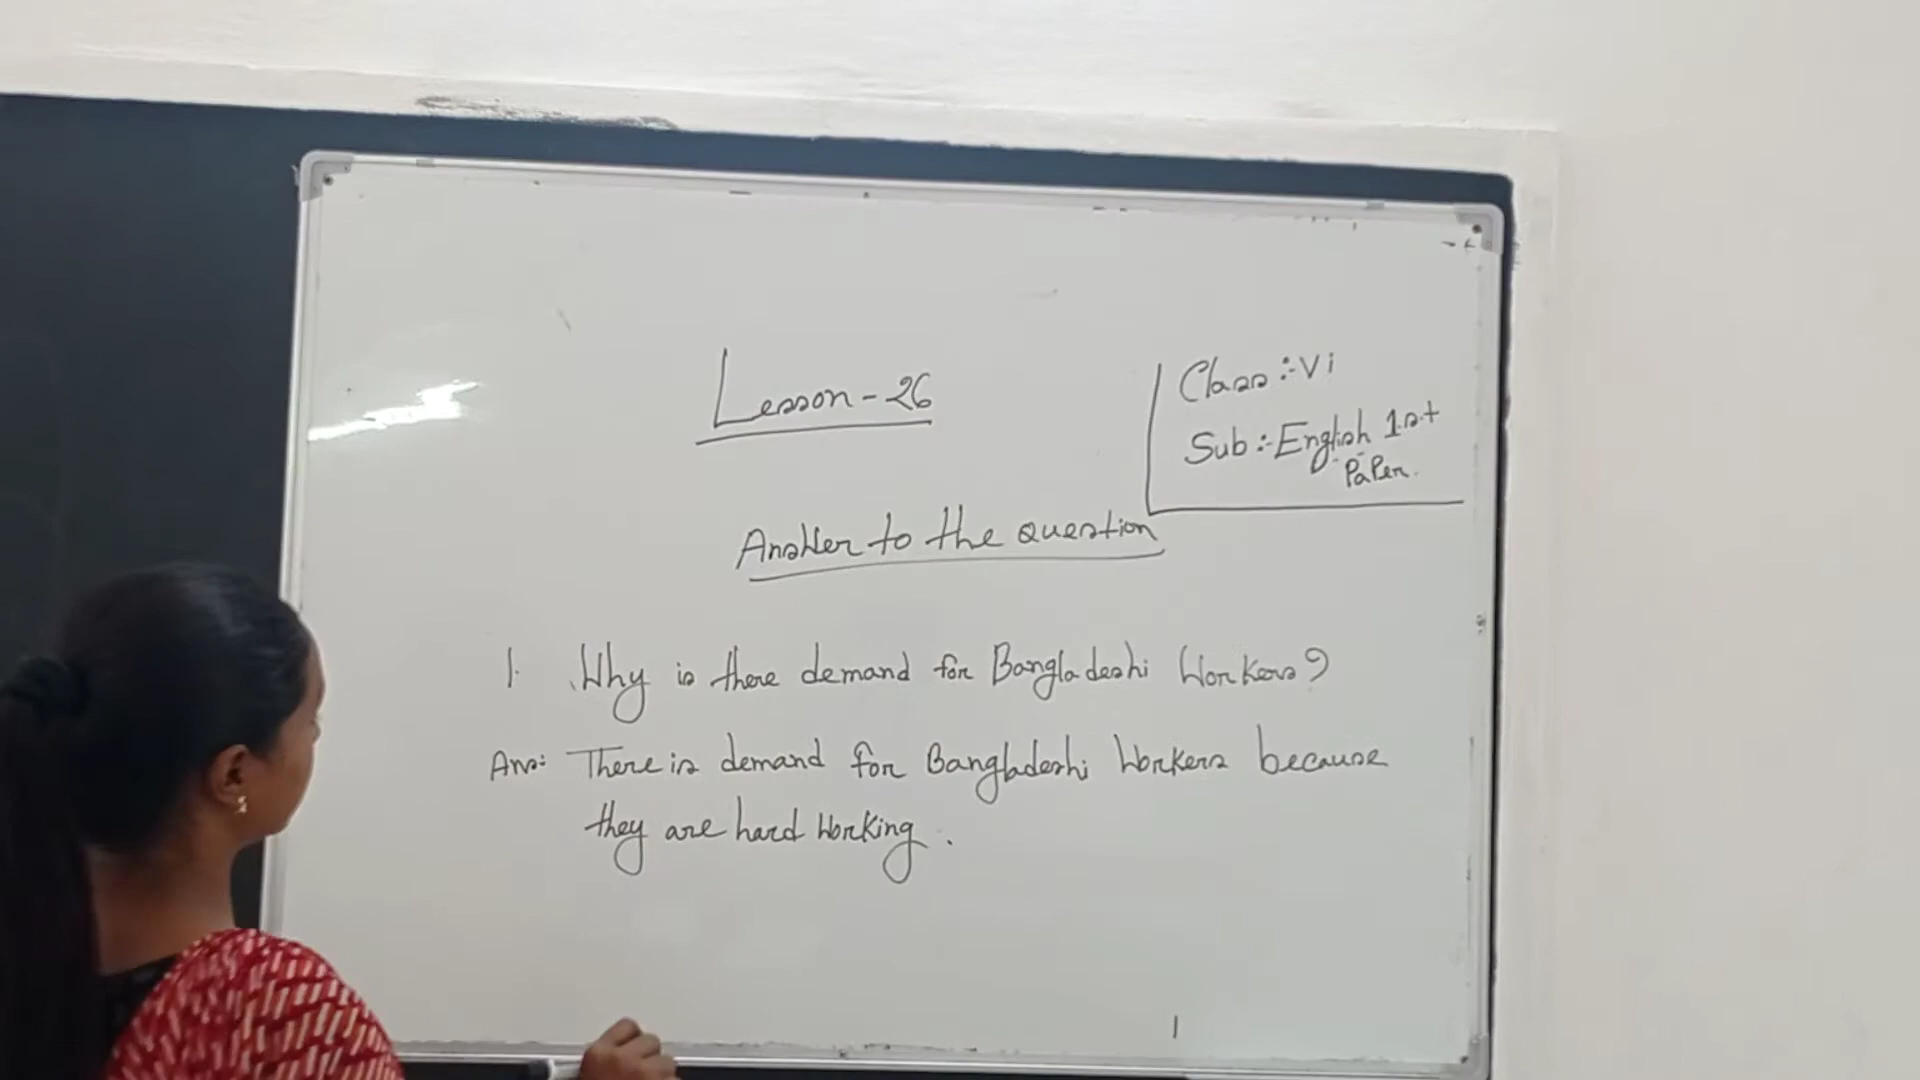 Lesson - 26
Class :- Vi
Sub :- English 1st
Paper.
Answer to the question
1. Why is there demand for Bangladeshi Workers?
Ans: There is demand for Bangladeshi Workers because
they are hard Working.